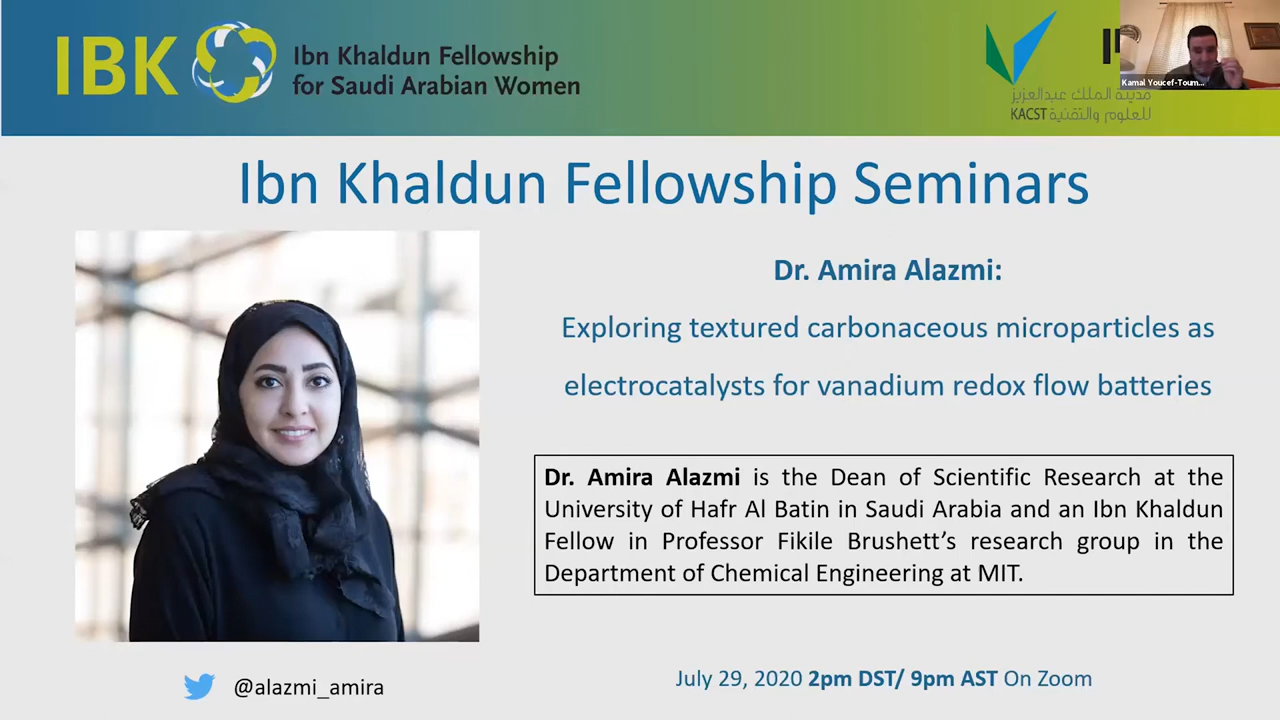 IBK
Ibn Khaldun Fellowship
for Saudi Arabian Women
Kamal Youcef-Toum...
مدينة الملك عبدالعزيز
للعلوم والتقنية KACST
Ibn Khaldun Fellowship Seminars
Dr. Amira Alazmi:
Exploring textured carbonaceous microparticles as
electrocatalysts for vanadium redox flow batteries
Dr. Amira Alazmi is the Dean of Scientific Research at the
University of Hafr Al Batin in Saudi Arabia and an Ibn Khaldun
Fellow in Professor Fikile Brushett’s research group in the
Department of Chemical Engineering at MIT.
@alazmi_amira
July 29, 2020 2pm DST/ 9pm AST On Zoom